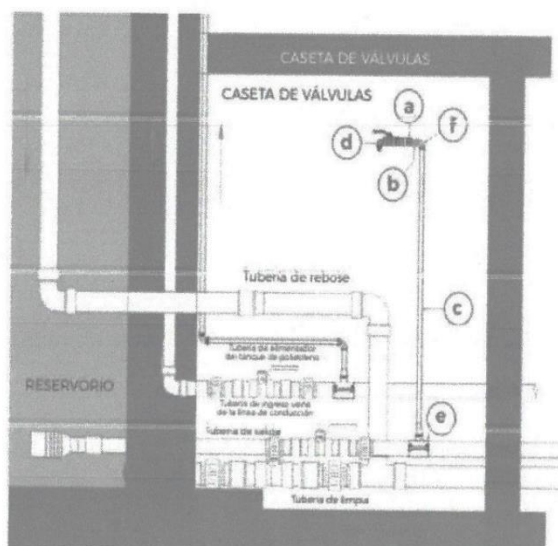 CASETA DE VÁLVULAS
CASETA DE VÁLVULAS
a
f
d
b
Tubería de rebose
c
Tubería de alimentador
del tanque de polietileno
RESERVORIO
Tubería de ingreso viene
de la línea de conducción
e
Tubería de salida
Tubería de limpia